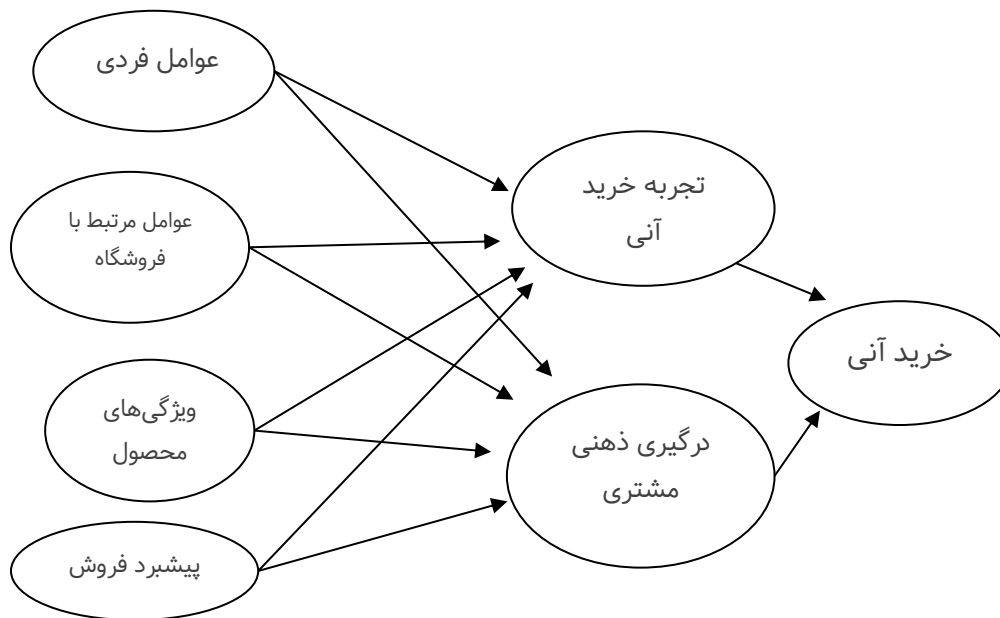 عوامل فردی
عوامل مرتبط با
فروشگاه
ویژگی‌های
محصول
پیشبرد فروش
تجربه خرید
آنی
درگیری ذهنی
مشتری
خرید آنی